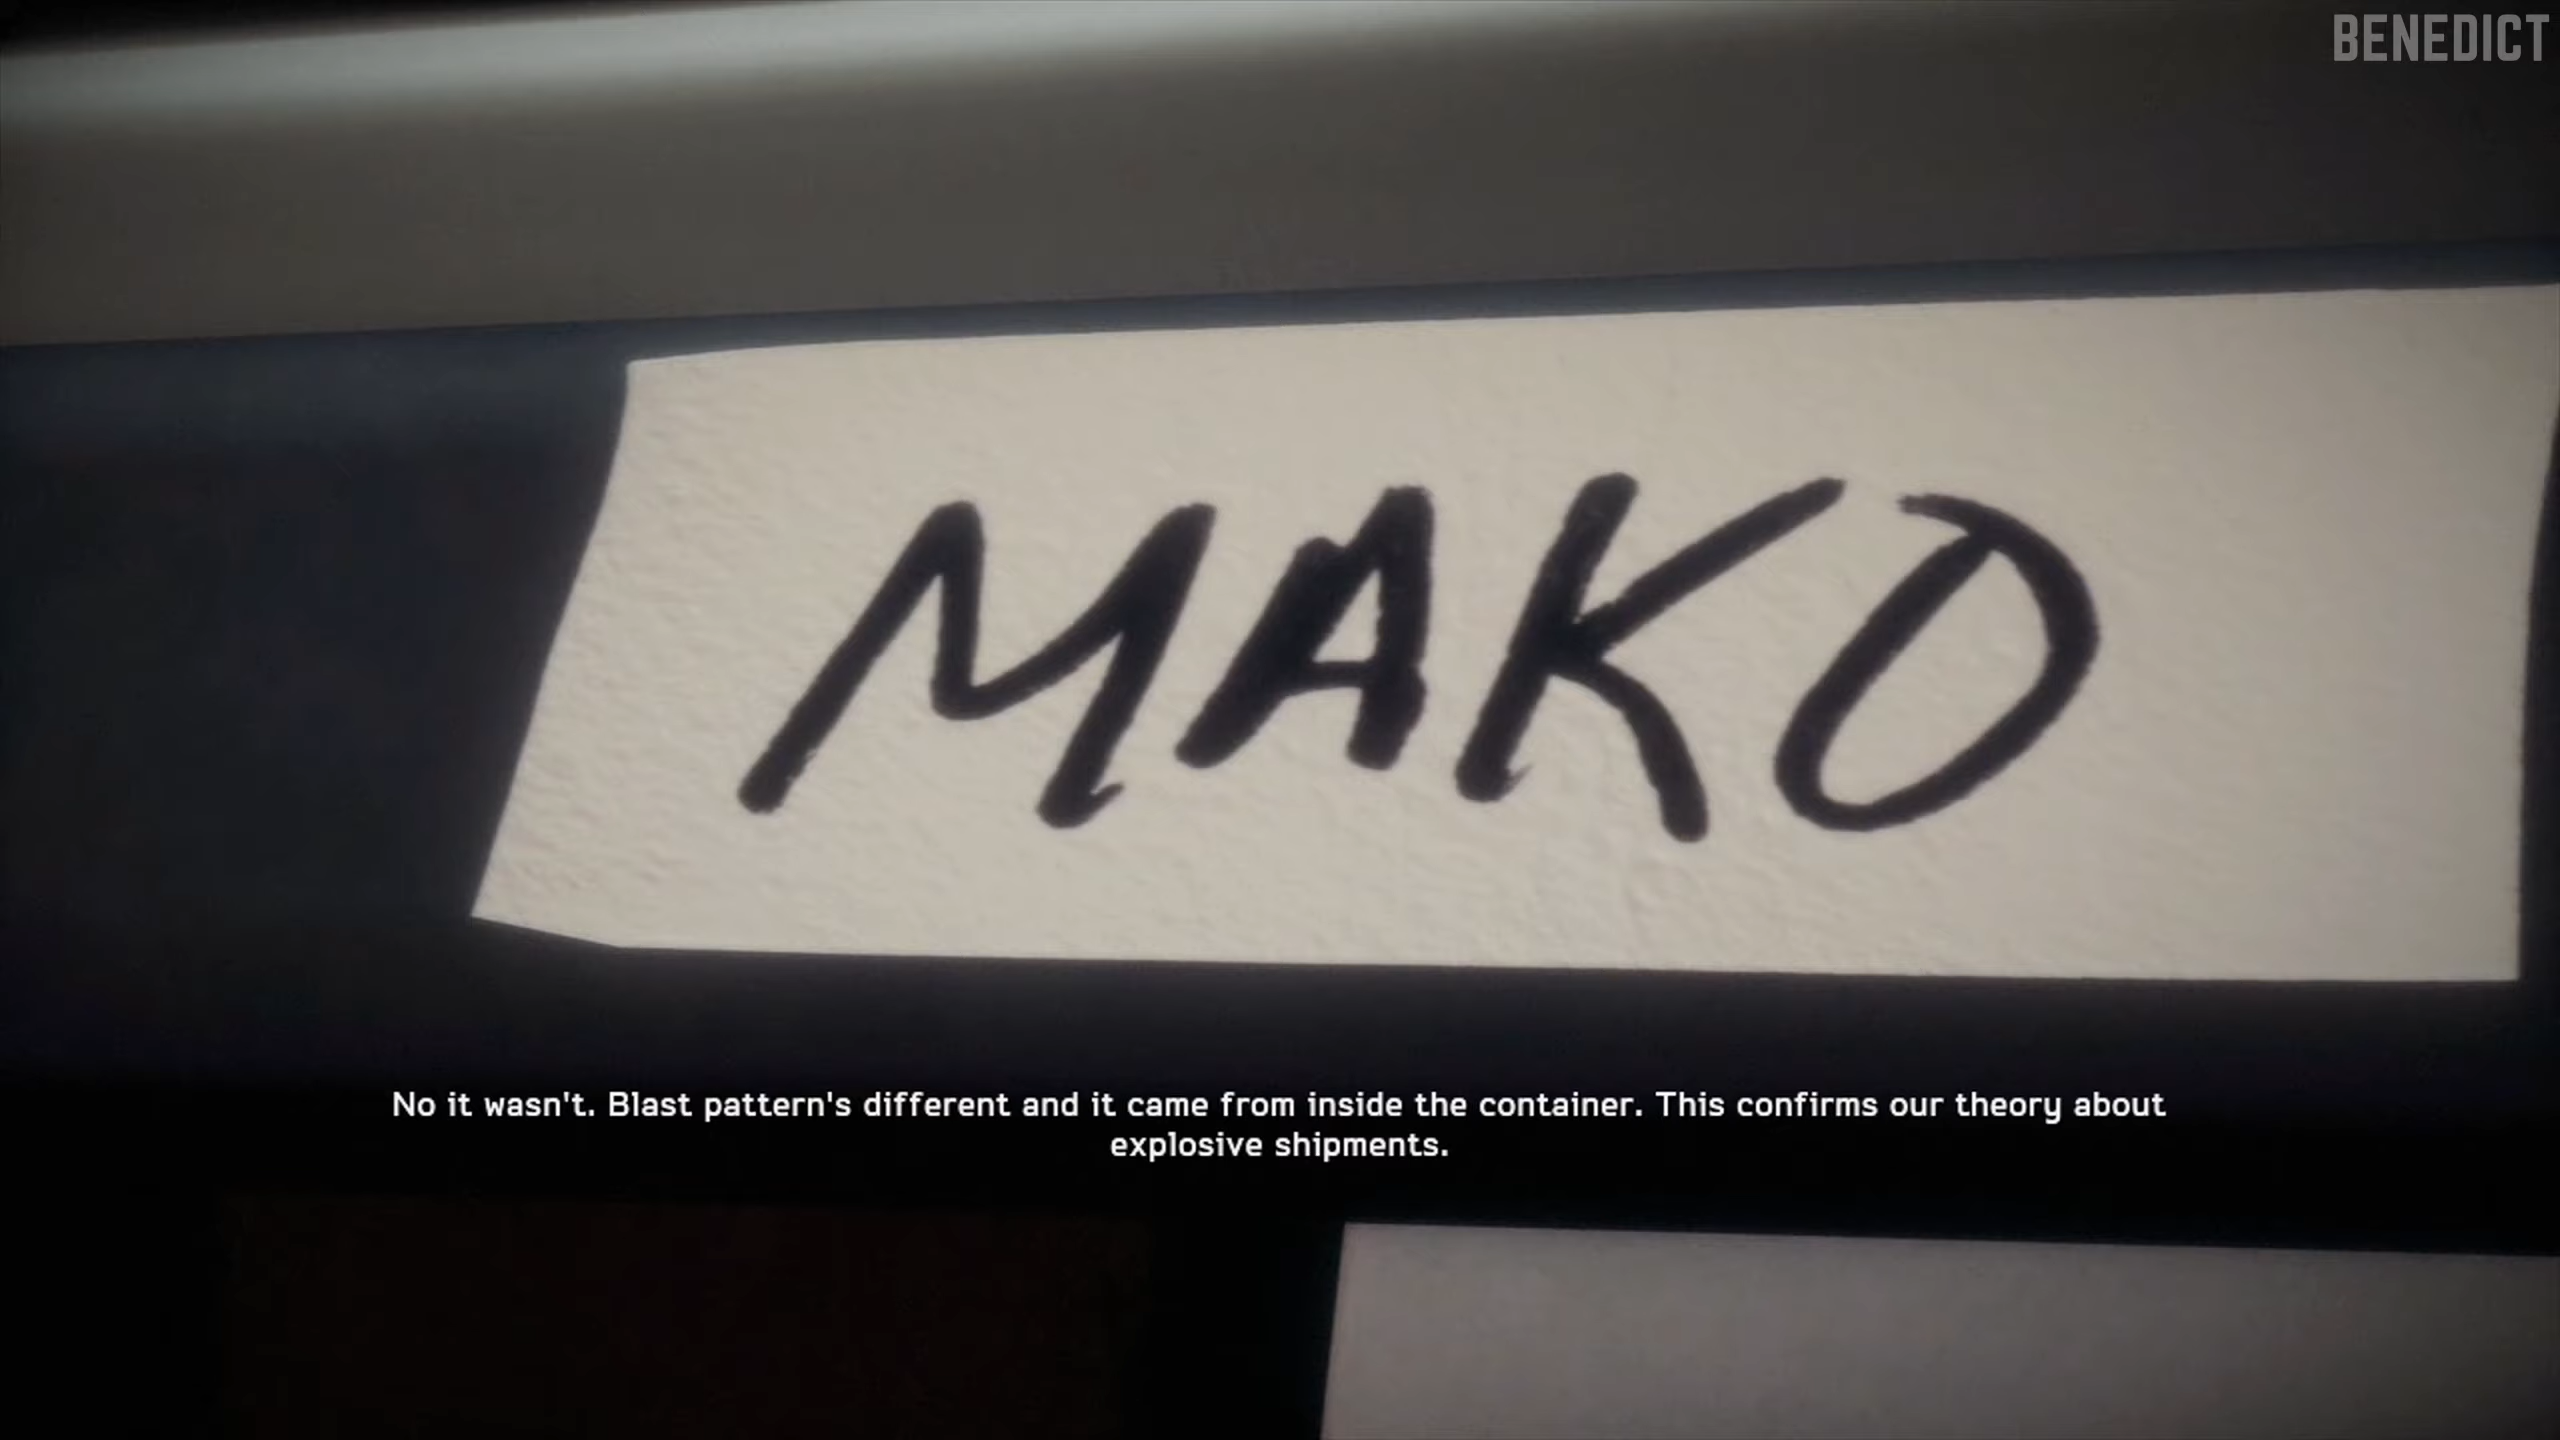 BENEDICT
MAKO
No it wasn't. Blast pattern's different and it came from inside the container. This confirms our theory about
explosive shipments.